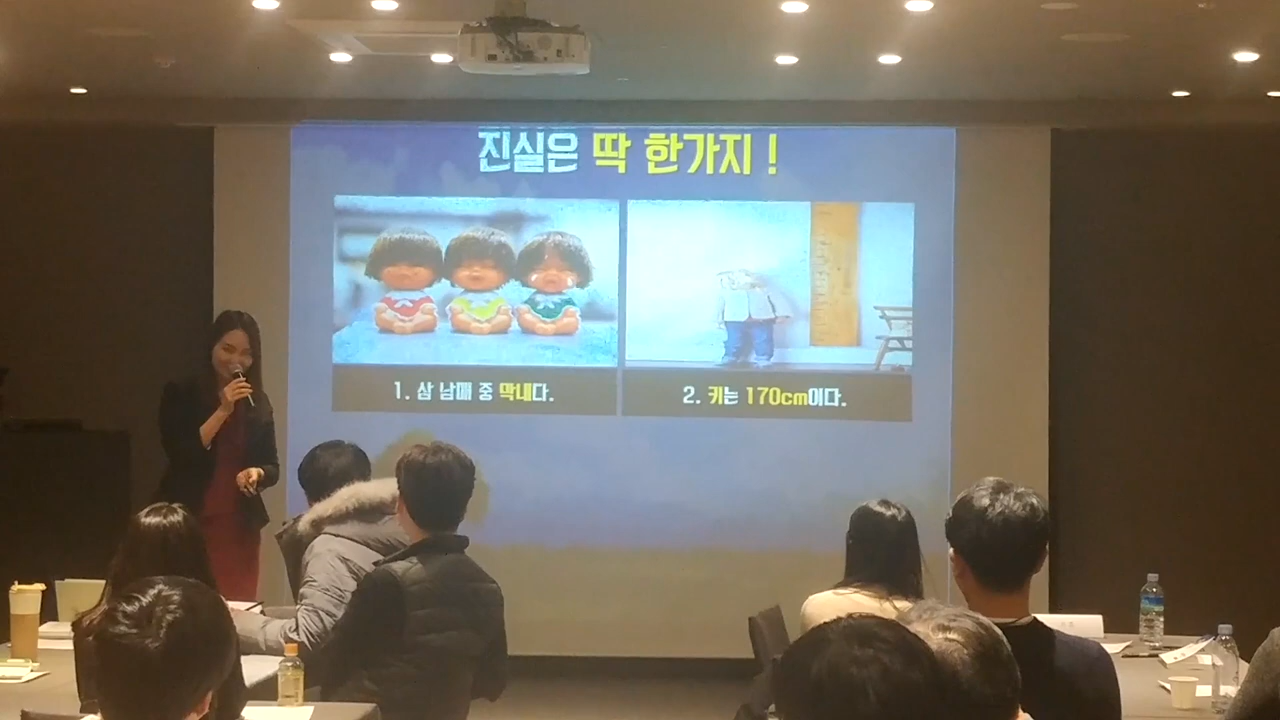 진실은 딱 한가지 !
1. 삼 남매 중 막내다.
2. 키는 170cm이다.